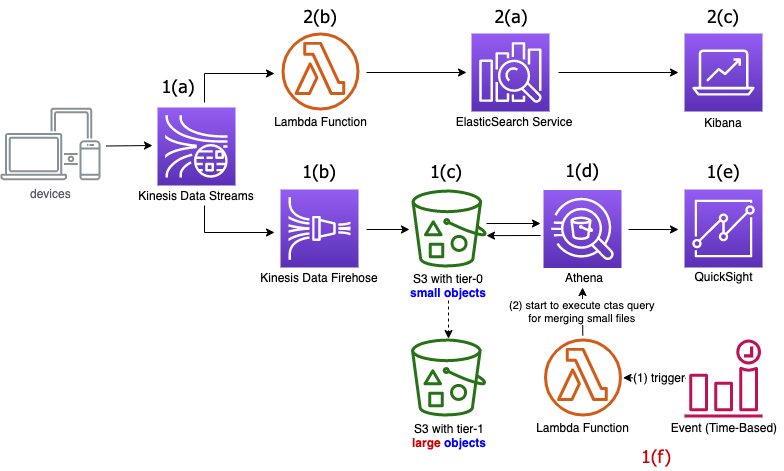 2(b)
2(a)
2(c)
1(a)
Lambda Function
ElasticSearch Service
Kibana
devices
Kinesis Data Streams
1(b)
1(c)
1(d)
1(e)
Kinesis Data Firehose
S3 with tier-0
small objects
Athena
QuickSight
(2) start to execute ctas query
for merging small files
(1) trigger
S3 with tier-1
large objects
Lambda Function
Event (Time-Based)
1(f)